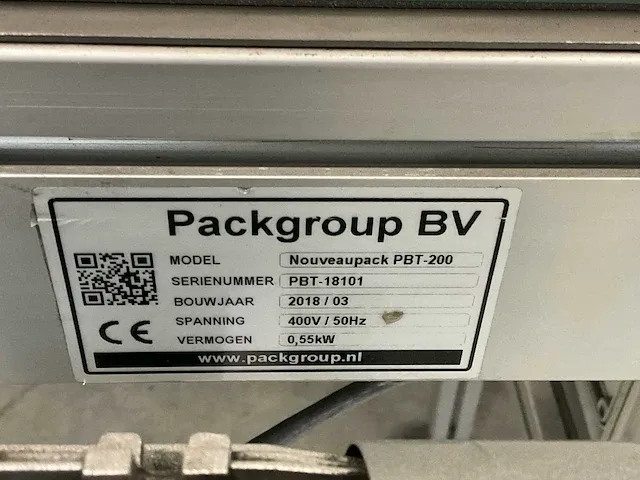 Packgroup BV
MODEL Nouveaupack PBT-200
SERIENUMMER PBT-18101
BOUWJAAR 2018 / 03
SPANNING 400V / 50Hz
VERMOGEN 0,55kW
CE
www.packgroup.nl